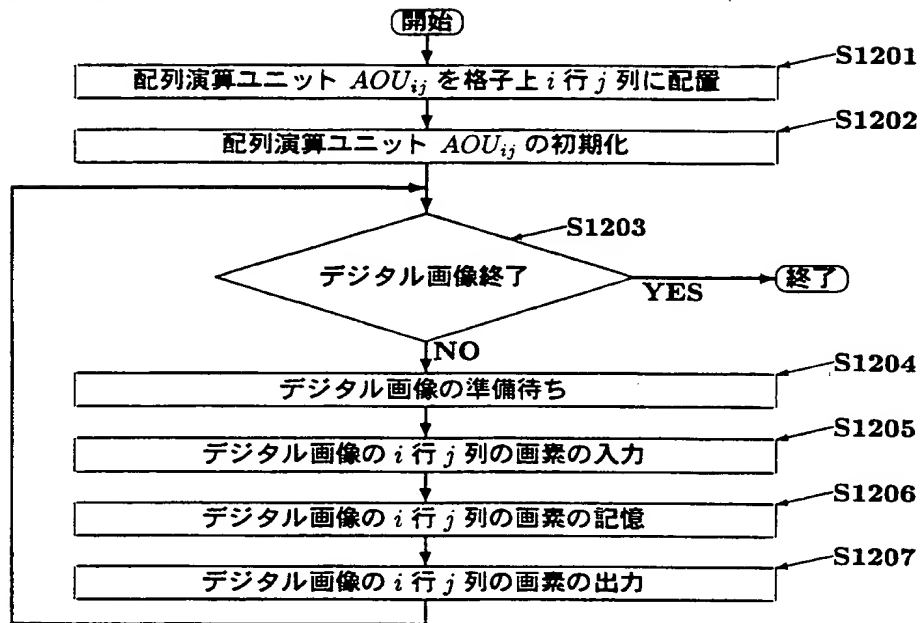 開始
S1201
配列演算ユニット AOU_{ij} を格子上 i 行 j 列に配置
S1202
配列演算ユニット AOU_{ij} の初期化
S1203
デジタル画像終了
YES
終了
NO
S1204
デジタル画像の準備待ち
S1205
デジタル画像の i 行 j 列の画素の入力
S1206
デジタル画像の i 行 j 列の画素の記憶
S1207
デジタル画像の i 行 j 列の画素の出力